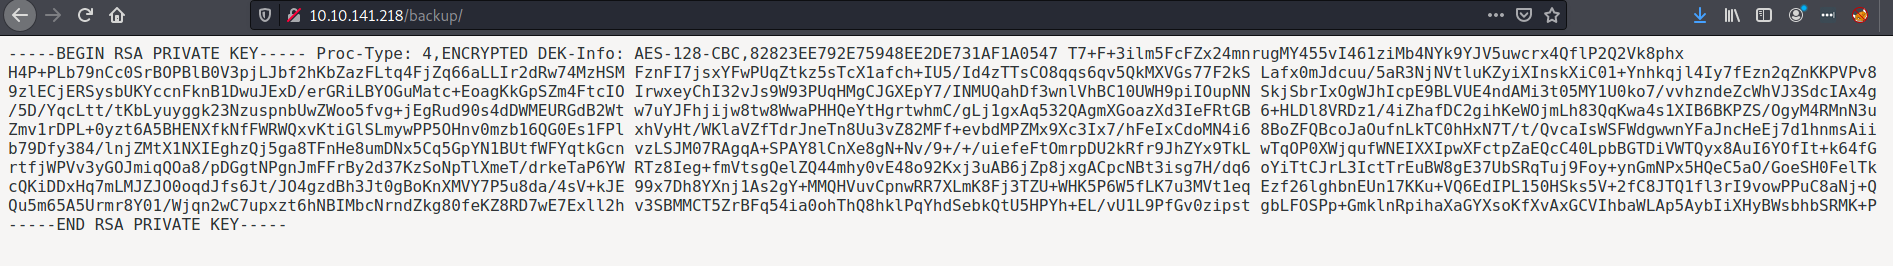 10.10.141.218/backup/
-----BEGIN RSA PRIVATE KEY----- Proc-Type: 4,ENCRYPTED DEK-Info: AES-128-CBC,82823EE792E75948EE2DE731AF1A0547 T7+F+3ilm5FcFZx24mnrugMY455vI461ziMb4NYk9YJV5uwcrx4QflP2Q2Vk8phx
H4P+PLb79nCc0SrBOPBlB0V3pjLJbf2hKbZazFLtq4FjZq66aLLIr2dRw74MzHSM FznFI7jsxYFwPUqZtkz5sTcX1afch+IU5/Id4zTTsCO8qqs6qv5QkMXVGs77F2kS Lafx0mJdcuu/5aR3NjNVtluKZyiXInskXiC01+Ynhkqjl4Iy7fEzn2qZnKKPVPv8
9zlECjERSysbUKYccnFknB1DwuJExD/erGRiLBYOGuMatc+EoagKkGpSZm4FtcIO IrwxeyChI32vJs9W93PUqHMgCJGXEpY7/INMUQahDf3wnlVhBC10UWH9piIOupNN SkjSbrIxOgWJhIcpE9BLVUE4ndAMi3t05MY1U0ko7/vvhzndeZcWhVJ3SdcIAx4g
/5D/YqcLtt/tKbLyuyggk23NzuspnbUwZWoo5fvg+jEgRud90s4dDWMEURGdB2Wt w7uYJFhjijw8tw8WwaPHHQeYtHgrtwhmC/gLj1gxAq532QAgmXGoazXd3IeFRtGB 6+HLDl8VRDz1/4iZhafDC2gihKeWOjmLh83QqKwa4s1XIB6BKPZS/OgyM4RMnN3u
Zmv1rDPL+0yzt6A5BHENXfkNfFWRWQxvKtiGlSLmywPP5OHnv0mzb16QG0Es1FPl xhVyHt/WKlaVZfTdrJneTn8Uu3vZ82MFf+evbdMPZMx9Xc3Ix7/hFeIxCdoMN4i6 8BoZFQBcoJaOufnLkTC0hHxN7T/t/QvcaIsWSFWdgwwnYFaJncHeEj7d1hnmsAii
b79Dfy384/lnjZMtX1NXIEghzQj5ga8TFnHe8umDNx5Cq5GpYN1BUtfWFYqtkGcn vzLSJM07RAgqA+SPAY8lCnXe8gN+Nv/9+/+/uiefeFtOmrpDU2kRfr9JhZYx9TkL wTqOP0XWjqufWNEIXXIpwXFctpZaEQcC40LpbBGTDiVWTQyx8AuI6YOfIt+k64fG
rtfjWPVv3yGOJmiqQOa8/pDGgtNPgnJmFFrBy2d37KzSoNpTlXmeT/drkeTaP6YW RTz8Ieg+fmVtsgQelZQ44mhy0vE48o92Kxj3uAB6jZp8jxgACpcNBt3isg7H/dq6 oYiTtCJrL3IctTrEuBW8gE37UbSRqTuj9Foy+ynGmNPx5HQeC5aO/GoeSH0FelTk
cQKiDDxHq7mLMJZJO0oqdJfs6Jt/JO4gzdBh3Jt0gBoKnXMVY7P5u8da/4sV+kJE 99x7Dh8YXnj1As2gY+MMQHVuvCpnwRR7XLmK8Fj3TZU+WHK5P6W5fLK7u3MVt1eq Ezf26lghbnEUn17KKu+VQ6EdIPL150HSks5V+2fC8JTQ1fl3rI9vowPPuC8aNj+Q
Qu5m65A5Urmr8Y01/Wjqn2wC7upxzt6hNBIMbcNrndZkg80feKZ8RD7wE7Exll2h v3SBMMCT5ZrBFq54ia0ohThQ8hklPqYhdSebkQtU5HPYh+EL/vU1L9PfGv0zipst gbLFOSPp+GmklnRpihaXaGYXsoKfXvAxGCVIhbaWLAp5AybIiXHyBWsbhbSRMK+P
-----END RSA PRIVATE KEY-----